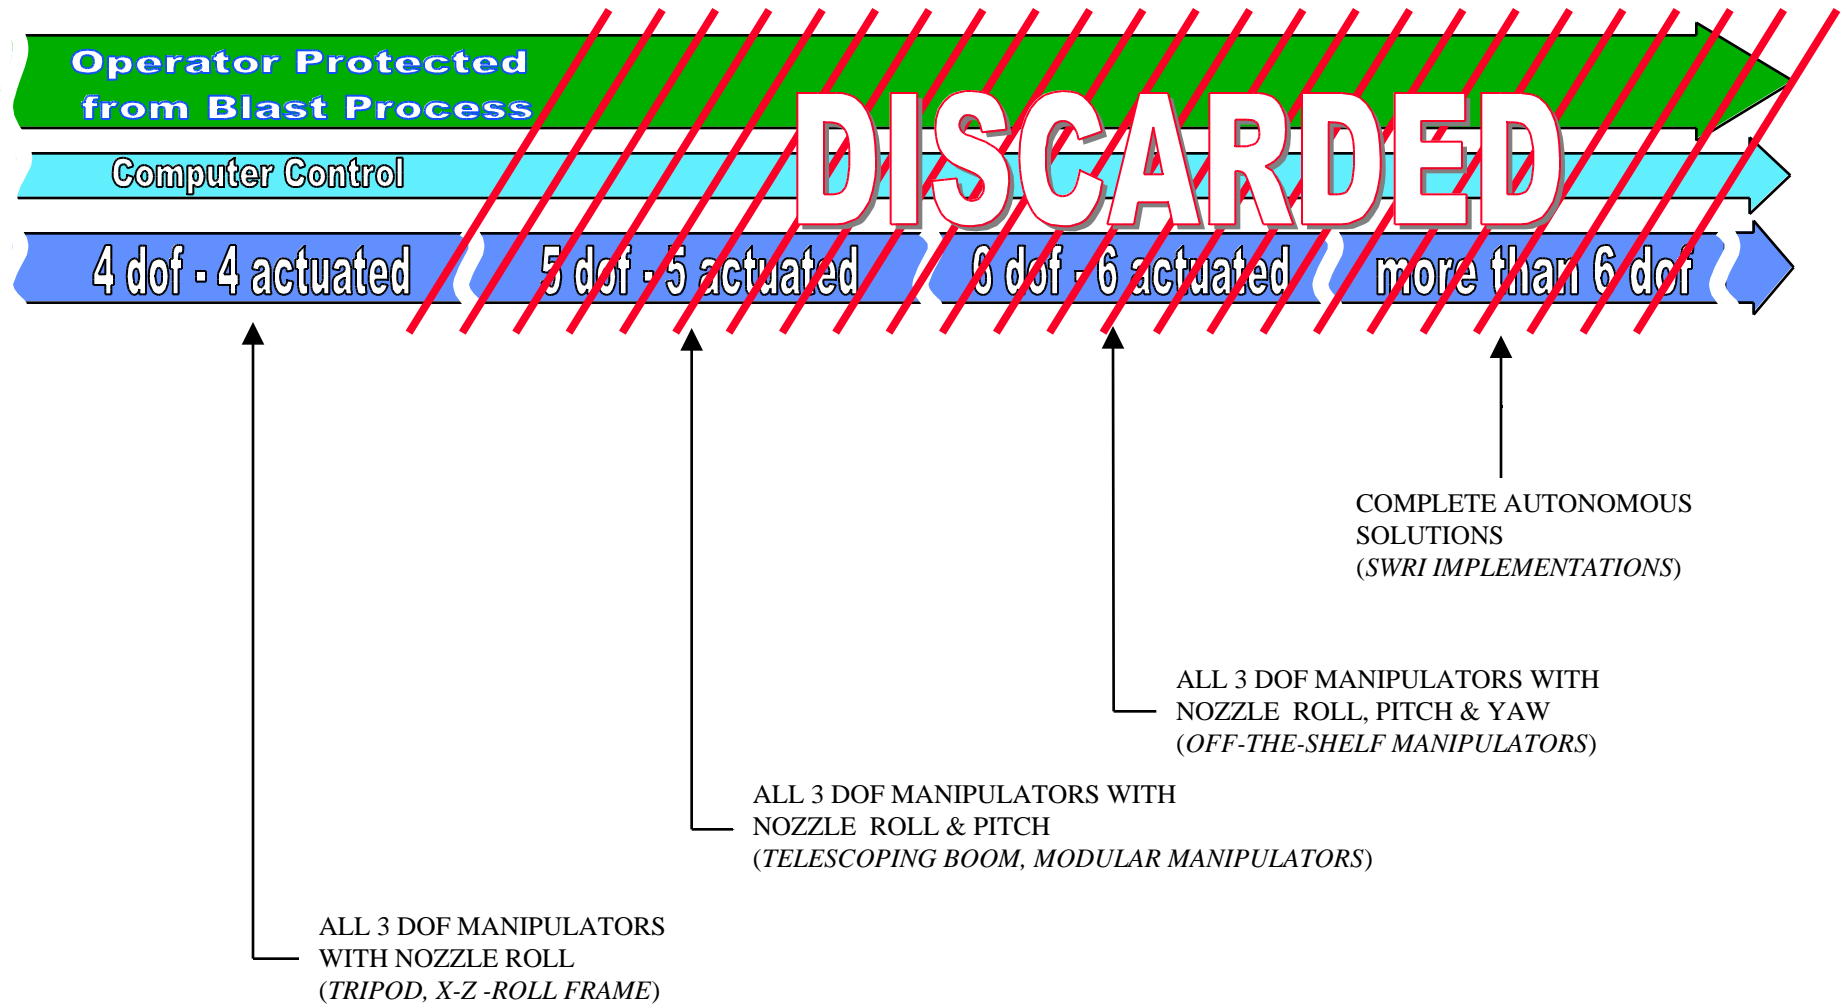 Operator Protected
from Blast Process
DISCARDED
Computer Control
4 dof - 4 actuated
5 dof - 5 actuated
6 dof - 6 actuated
more than 6 dof
COMPLETE AUTONOMOUS
SOLUTIONS
(SWRI IMPLEMENTATIONS)
ALL 3 DOF MANIPULATORS WITH
NOZZLE ROLL, PITCH & YAW
(OFF-THE-SHELF MANIPULATORS)
ALL 3 DOF MANIPULATORS WITH
NOZZLE ROLL & PITCH
(TELESCOPING BOOM, MODULAR MANIPULATORS)
ALL 3 DOF MANIPULATORS
WITH NOZZLE ROLL
(TRIPOD, X-Z -ROLL FRAME)